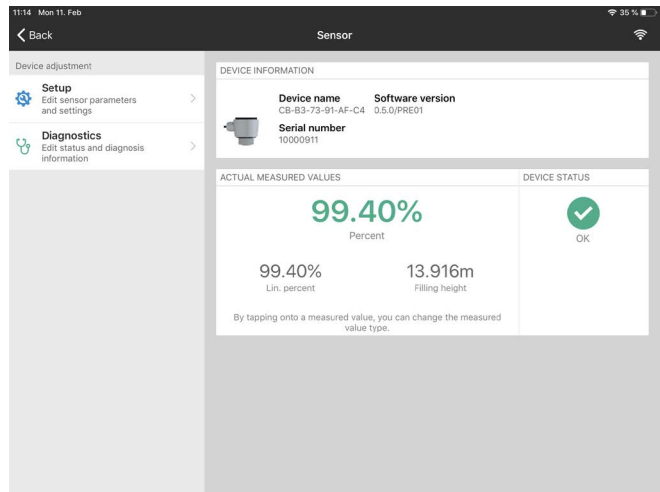 11:14 Mon 11. Feb
35 %
Back
Sensor
Device adjustment
Setup
Edit sensor parameters
and settings
Diagnostics
Edit status and diagnosis
information
DEVICE INFORMATION
Device name
CB-B3-73-91-AF-C4
Software version
0.5.0/PRE01
Serial number
10000911
ACTUAL MEASURED VALUES
99.40%
Percent
99.40%
Lin. percent
13.916m
Filling height
By tapping onto a measured value, you can change the measured
value type.
DEVICE STATUS
OK